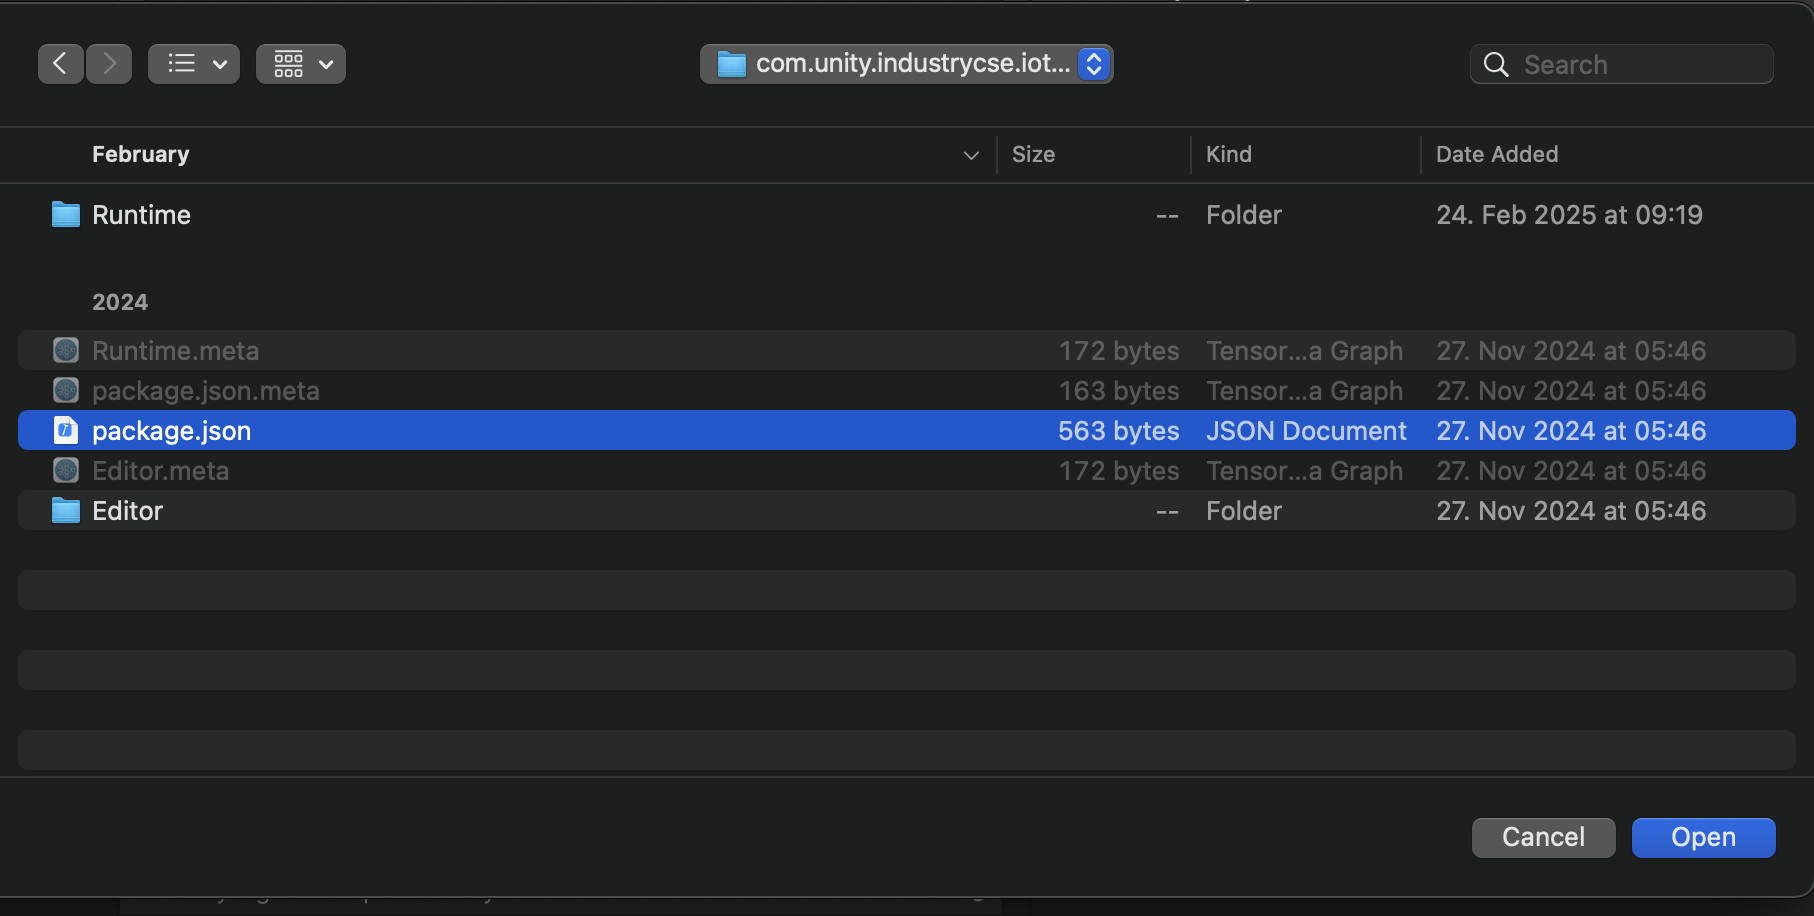 com.unity.industrycse.iot...
Search
February Size Kind Date Added
Runtime -- Folder 24. Feb 2025 at 09:19
2024
Runtime.meta 172 bytes Tensor...a Graph 27. Nov 2024 at 05:46
package.json.meta 163 bytes Tensor...a Graph 27. Nov 2024 at 05:46
package.json 563 bytes JSON Document 27. Nov 2024 at 05:46
Editor.meta 172 bytes Tensor...a Graph 27. Nov 2024 at 05:46
Editor -- Folder 27. Nov 2024 at 05:46
Cancel Open